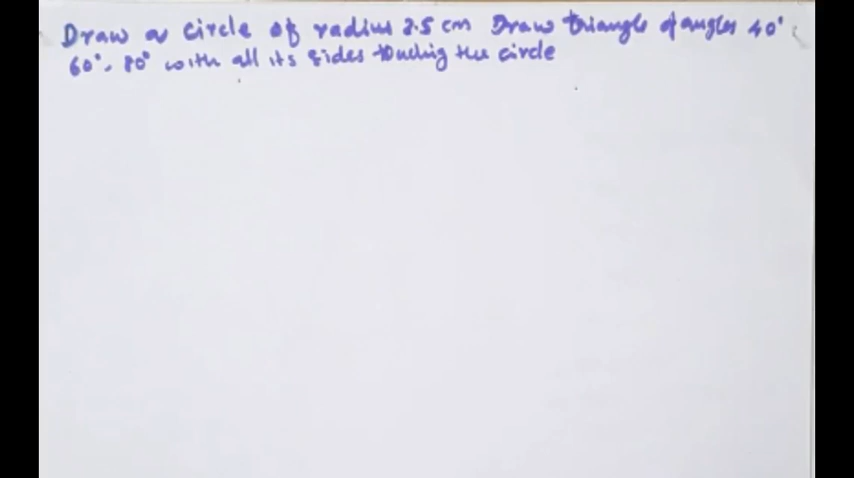 Draw a circle of radius 2.5 cm Draw triangle of angles 40°
60°, 80° with all its sides touching the circle